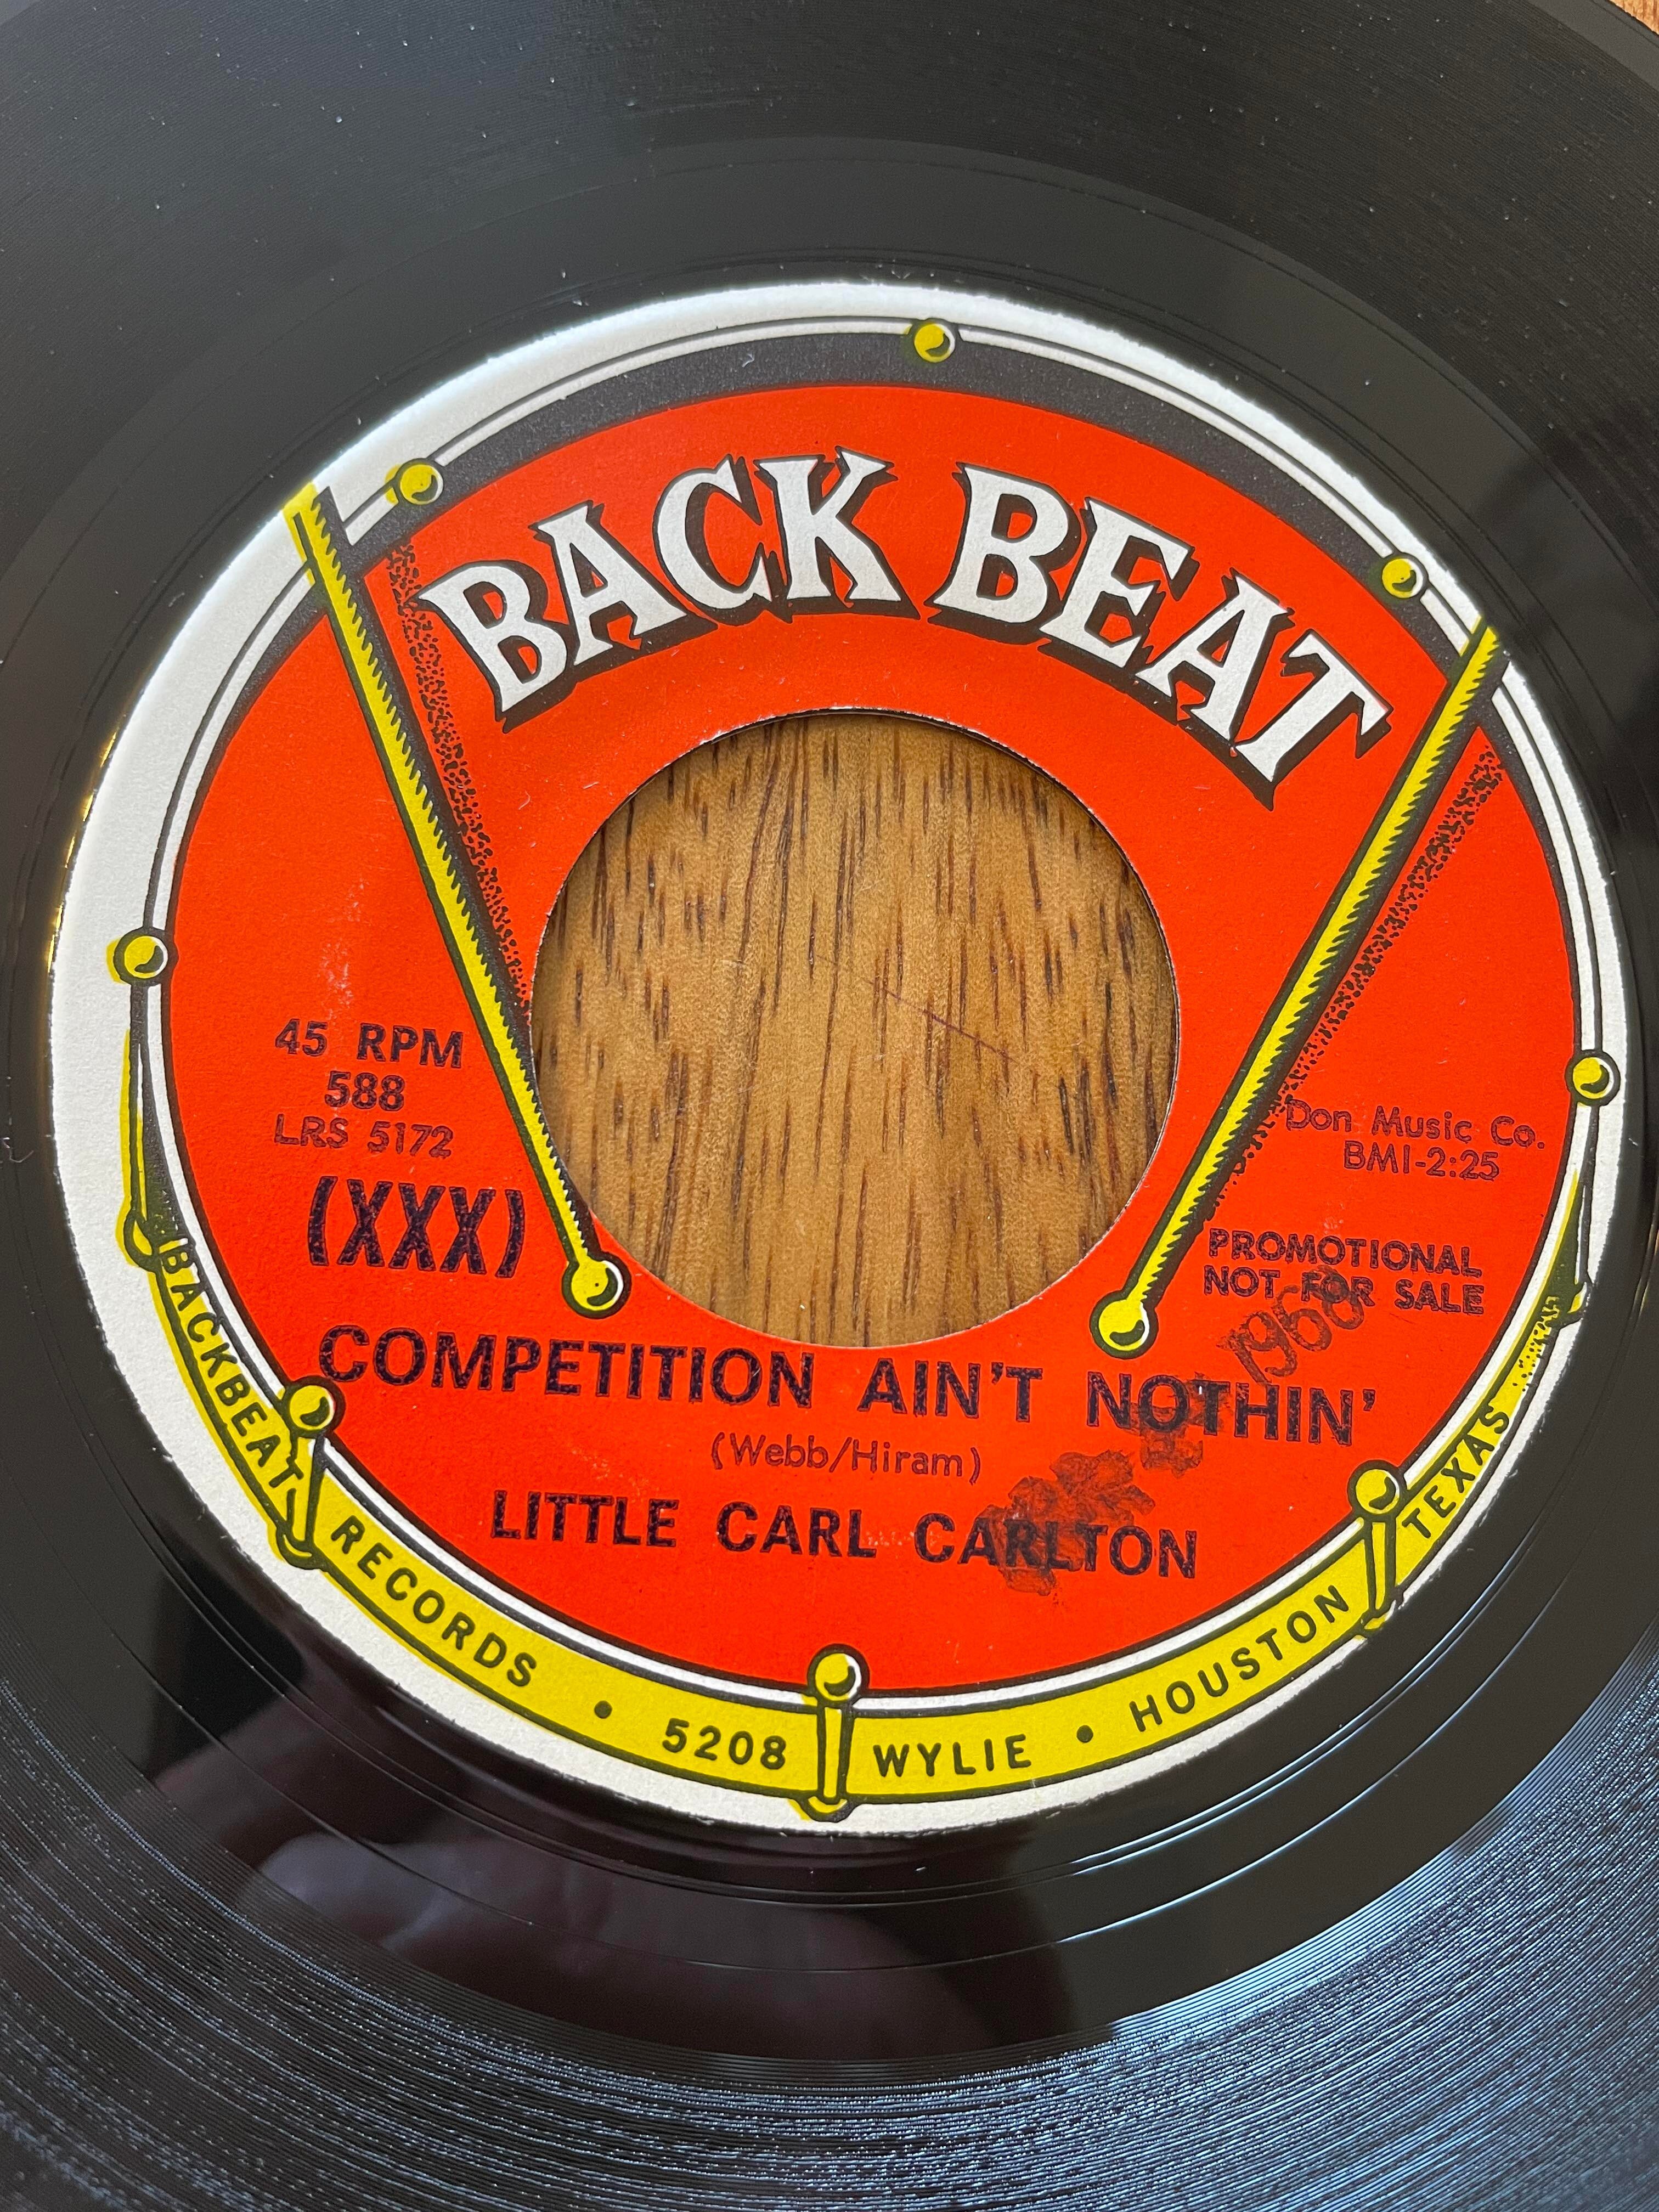 BACK BEAT
45 RPM
588
LRS 5172
(XXX)
Don Music Co.
BMI-2:25
PROMOTIONAL
NOT FOR SALE
1968
COMPETITION AIN'T NOTHIN'
(Webb/Hiram)
LITTLE CARL CARLTON
BACKBEAT RECORDS • 5208 WYLIE • HOUSTON TEXAS